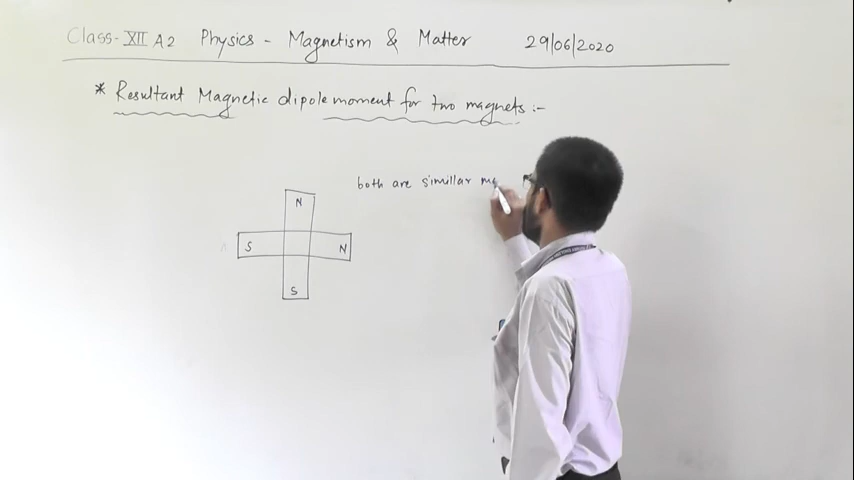 Class-XII A2 Physics - Magnetism & Matter 29/06/2020
* Resultant Magnetic dipole moment for two magnets :-
both are simillar
N
S N
S